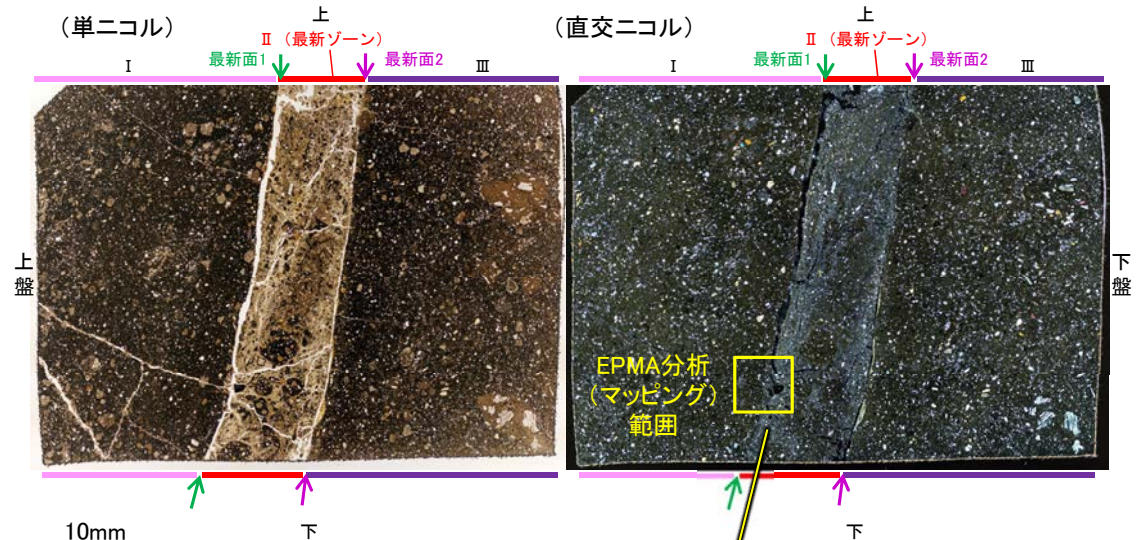 (単ニコル)
上
Ⅱ (最新ゾーン)
最新面1
最新面2
Ⅰ
Ⅲ
上盤
10mm
下
(直交ニコル)
上
Ⅱ (最新ゾーン)
最新面1
最新面2
Ⅰ
Ⅲ
下盤
EPMA分析
(マッピング)
範囲
下